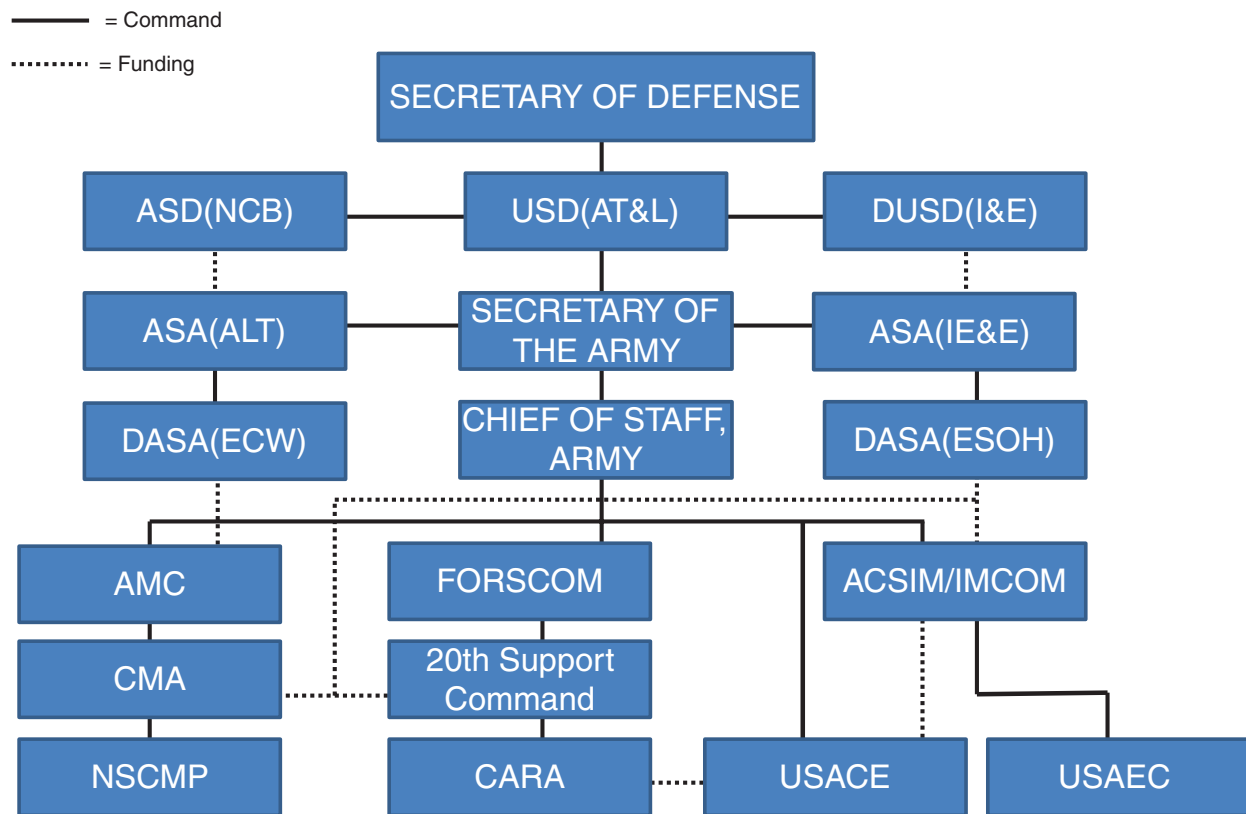 = Command
= Funding
SECRETARY OF DEFENSE
ASD(NCB)
USD(AT&L)
DUSD(I&E)
ASA(ALT)
SECRETARY OF
THE ARMY
ASA(IE&E)
DASA(ECW)
CHIEF OF STAFF,
ARMY
DASA(ESOH)
AMC
FORSCOM
ACSIM/IMCOM
CMA
20th Support
Command
NSCMP
CARA
USACE
USAEC